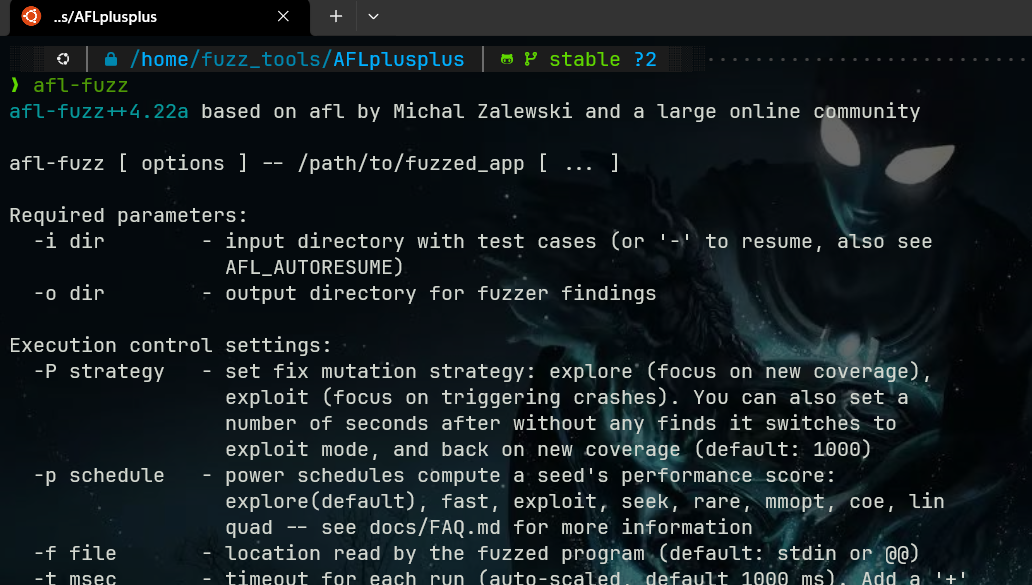 ..s/AFLplusplus
/home/fuzz_tools/AFLplusplus stable ?2
❯ afl-fuzz
afl-fuzz++4.22a based on afl by Michal Zalewski and a large online community
afl-fuzz [ options ] -- /path/to/fuzzed_app [ ... ]
Required parameters:
-i dir - input directory with test cases (or '-' to resume, also see
AFL_AUTORESUME)
-o dir - output directory for fuzzer findings
Execution control settings:
-P strategy - set fix mutation strategy: explore (focus on new coverage),
exploit (focus on triggering crashes). You can also set a
number of seconds after without any finds it switches to
exploit mode, and back on new coverage (default: 1000)
-p schedule - power schedules compute a seed's performance score:
explore(default), fast, exploit, seek, rare, mmopt, coe, lin
quad -- see docs/FAQ.md for more information
-f file - location read by the fuzzed program (default: stdin or @@)
-t msec - timeout for each run (auto-scaled, default 1000 ms). Add a '+'